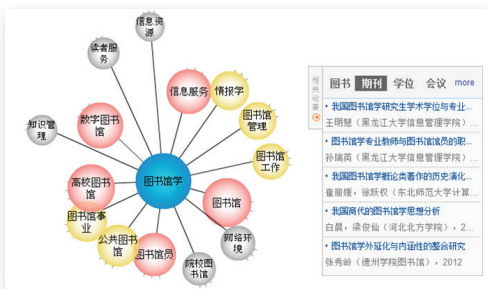 信息资
源
读者服
务
信息服务
情报学
图书馆
管理
数字图书
馆
知识管
理
图书馆
工作
图书馆学
高校图书
馆
图书馆
图书馆事
业
公共图书
馆
图书馆员
网络环
境
院校图
书馆
相关论著
图书 期刊 学位 会议 more
• 我国图书馆学研究生学术学位与专业...
王明慧（黑龙江大学信息管理学院）...
• 图书馆学专业教师与图书馆馆员的职...
孙瑞英（黑龙江大学信息管理学院）...
• 我国图书馆学概论类著作的历史演化...
崔丽媛，徐跃权（东北师范大学计算...
• 我国商代的图书馆学思想分析
白晨，梁俊仙（河北北方学院），2...
• 图书馆学外延化与内涵性的整合研究
张秀岭（德州学院图书馆），2012